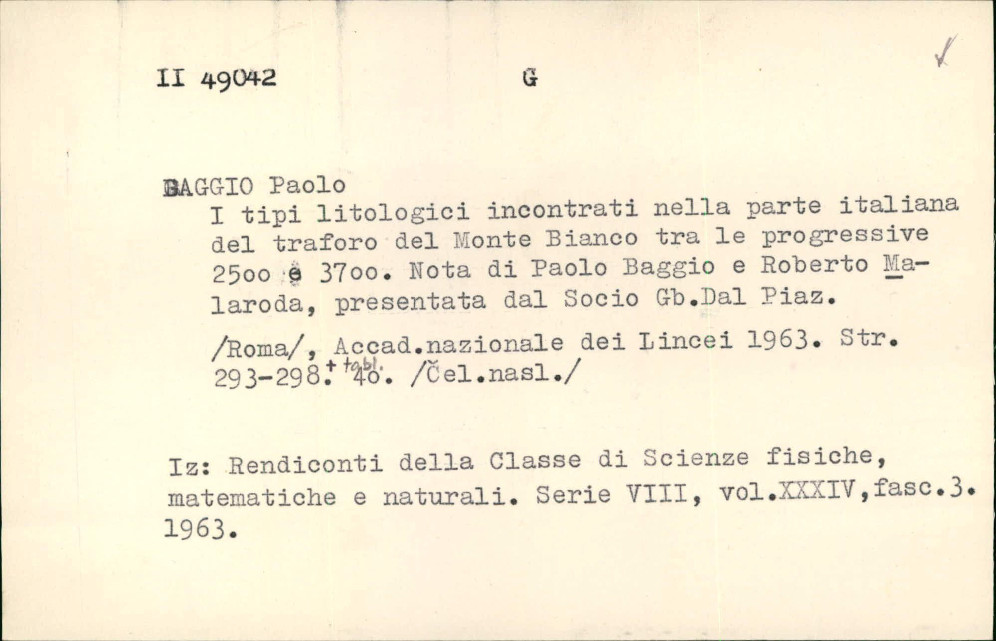 II 49042 G
BAGGIO Paolo
I tipi litologici incontrati nella parte italiana
del traforo del Monte Bianco tra le progressive
25oo e 37oo. Nota di Paolo Baggio e Roberto Ma-
laroda, presentata dal Socio Gb.Dal Piaz.
/Roma/, Accad.nazionale dei Lincei 1963. Str.
293-298.+ tabl. 4o. /Čel.nasl./
Iz: Rendiconti della Classe di Scienze fisiche,
matematiche e naturali. Serie VIII, vol.XXXIV,fasc.3.
1963.